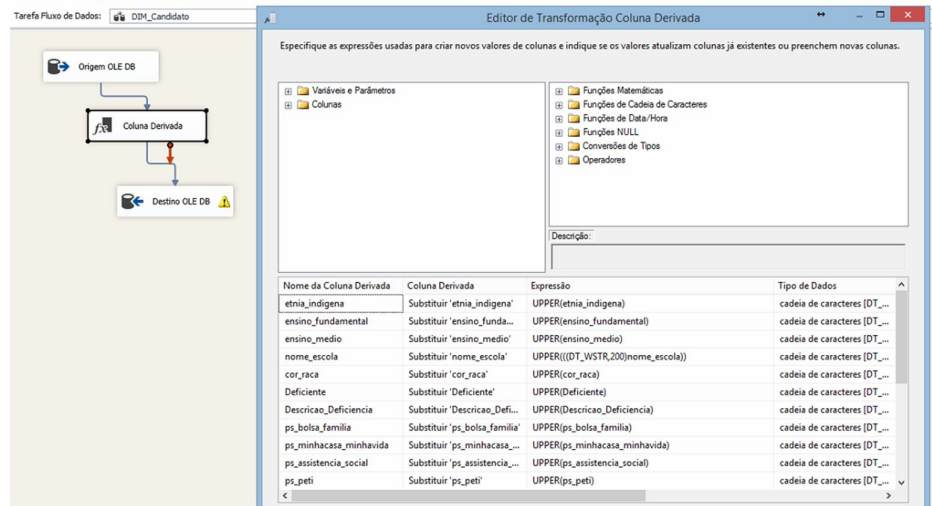 Tarefa Fluxo de Dados: DIM_Candidato
Origem OLE DB
Coluna Derivada
Destino OLE DB
Editor de Transformação Coluna Derivada
Especifique as expressões usadas para criar novos valores de colunas e indique se os valores atualizam colunas já existentes ou preenchem novas colunas.
Variáveis e Parâmetros
Colunas
Funções Matemáticas
Funções de Cadeia de Caracteres
Funções de Data/Hora
Funções NULL
Conversões de Tipos
Operadores
Descrição:
Nome da Coluna Derivada Coluna Derivada Expressão Tipo de Dados
etnia_indigena Substituir 'etnia_indigena' UPPER(etnia_indigena) cadeia de caracteres [DT_...
ensino_fundamental Substituir 'ensino_funda... UPPER(ensino_fundamental) cadeia de caracteres [DT_...
ensino_medio Substituir 'ensino_medio' UPPER(ensino_medio) cadeia de caracteres [DT_...
nome_escola Substituir 'nome_escola' UPPER(((DT_WSTR,200)nome_escola)) cadeia de caracteres [DT_...
cor_raca Substituir 'cor_raca' UPPER(cor_raca) cadeia de caracteres [DT_...
Deficiente Substituir 'Deficiente' UPPER(Deficiente) cadeia de caracteres [DT_...
Descricao_Deficiencia Substituir 'Descricao_Defi... UPPER(Descricao_Deficiencia) cadeia de caracteres [DT_...
ps_bolsa_familia Substituir 'ps_bolsa_familia' UPPER(ps_bolsa_familia) cadeia de caracteres [DT_...
ps_minhacasa_minhavida Substituir 'ps_minhacasa_... UPPER(ps_minhacasa_minhavida) cadeia de caracteres [DT_...
ps_assistencia_social Substituir 'ps_assistencia_... UPPER(ps_assistencia_social) cadeia de caracteres [DT_...
ps_peti Substituir 'ps_peti' UPPER(ps_peti) cadeia de caracteres [DT_...